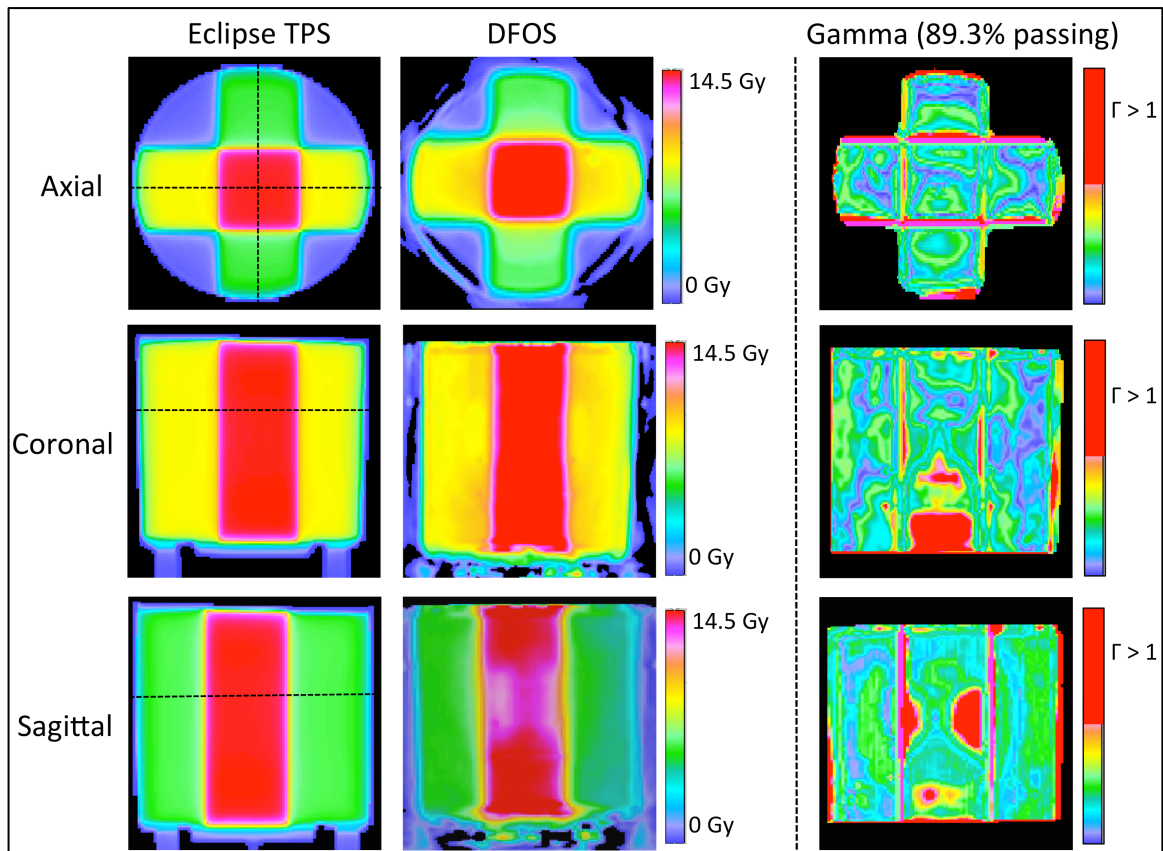 Eclipse TPS DFOS Gamma (89.3% passing)
Axial
14.5 Gy
0 Gy
Γ > 1
Coronal
14.5 Gy
0 Gy
Γ > 1
Sagittal
14.5 Gy
0 Gy
Γ > 1